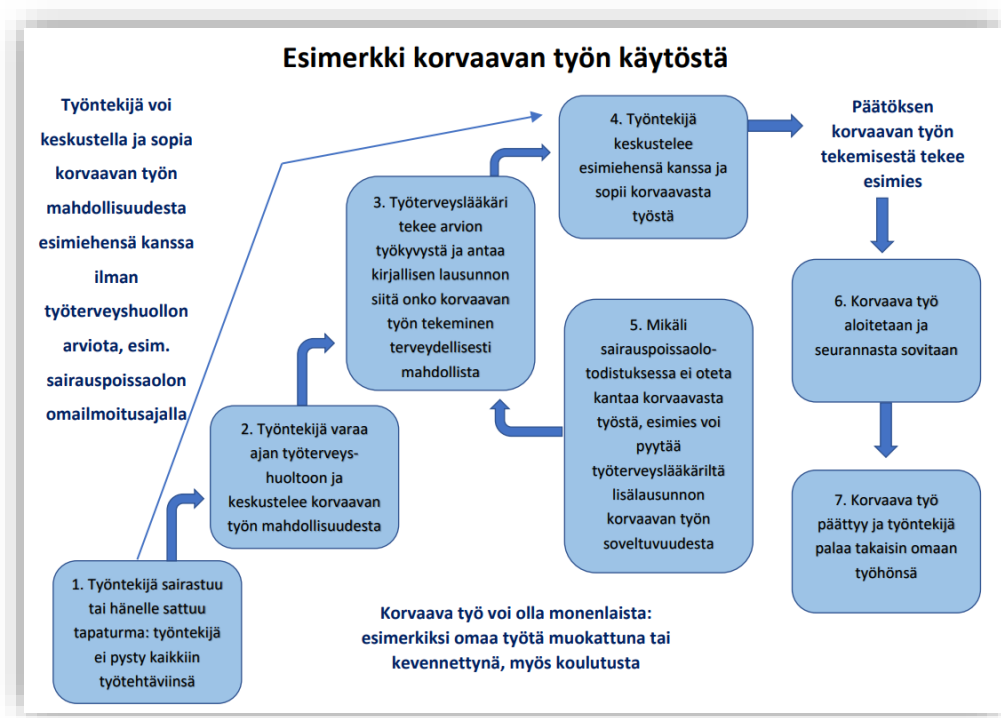 Esimerkki korvaavan työn käytöstä
Työntekijä voi
keskustella ja sopia
korvaavan työn
mahdollisuudesta
esimiehensä kanssa
ilman
työterveyshuollon
arviota, esim.
sairauspoissaolon
omailmoitusajalla
1. Työntekijä sairastuu
tai hänelle sattuu
tapaturma: työntekijä
ei pysty kaikkiin
työtehtäviinsä
2. Työntekijä varaa
ajan työterveys-
huoltoon ja
keskustelee korvaavan
työn mahdollisuudesta
3. Työterveyslääkäri
tekee arvion
työkyvystä ja antaa
kirjallisen lausunnon
siitä onko korvaavan
työn tekeminen
terveydellisesti
mahdollista
4. Työntekijä
keskustelee
esimiehensä kanssa ja
sopii korvaavasta
työstä
5. Mikäli
sairauspoissaolo-
todistuksessa ei oteta
kantaa korvaavasta
työstä, esimies voi
pyytää
työterveyslääkäriltä
lisälausunnon
korvaavan työn
soveltuvuudesta
Päätöksen
korvaavan työn
tekemisestä tekee
esimies
6. Korvaava työ
aloitetaan ja
seurannasta sovitaan
7. Korvaava työ
päättyy ja työntekijä
palaa takaisin omaan
työhönsä
Korvaava työ voi olla monenlaista:
esimerkiksi omaa työtä muokattuna tai
kevennettynä, myös koulutusta